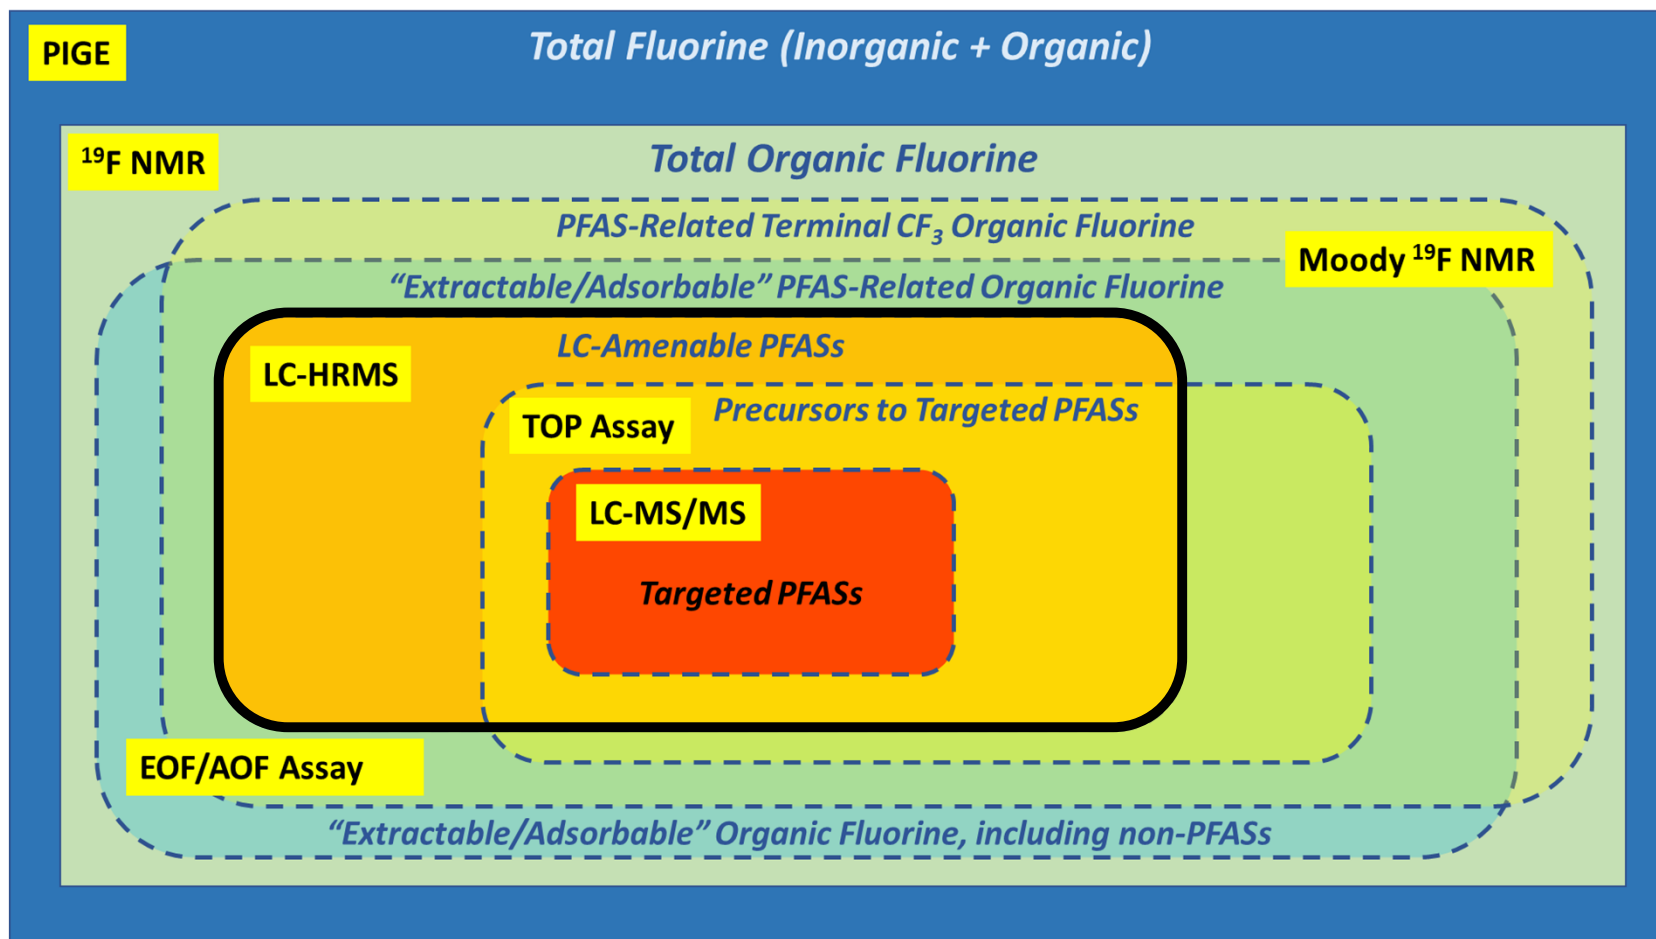 PIGE
Total Fluorine (Inorganic + Organic)
¹⁹F NMR
Total Organic Fluorine
PFAS-Related Terminal CF₃ Organic Fluorine
Moody ¹⁹F NMR
“Extractable/Adsorbable” PFAS-Related Organic Fluorine
LC-Amenable PFASs
LC-HRMS
Precursors to Targeted PFASs
TOP Assay
LC-MS/MS
Targeted PFASs
EOF/AOF Assay
“Extractable/Adsorbable” Organic Fluorine, including non-PFASs